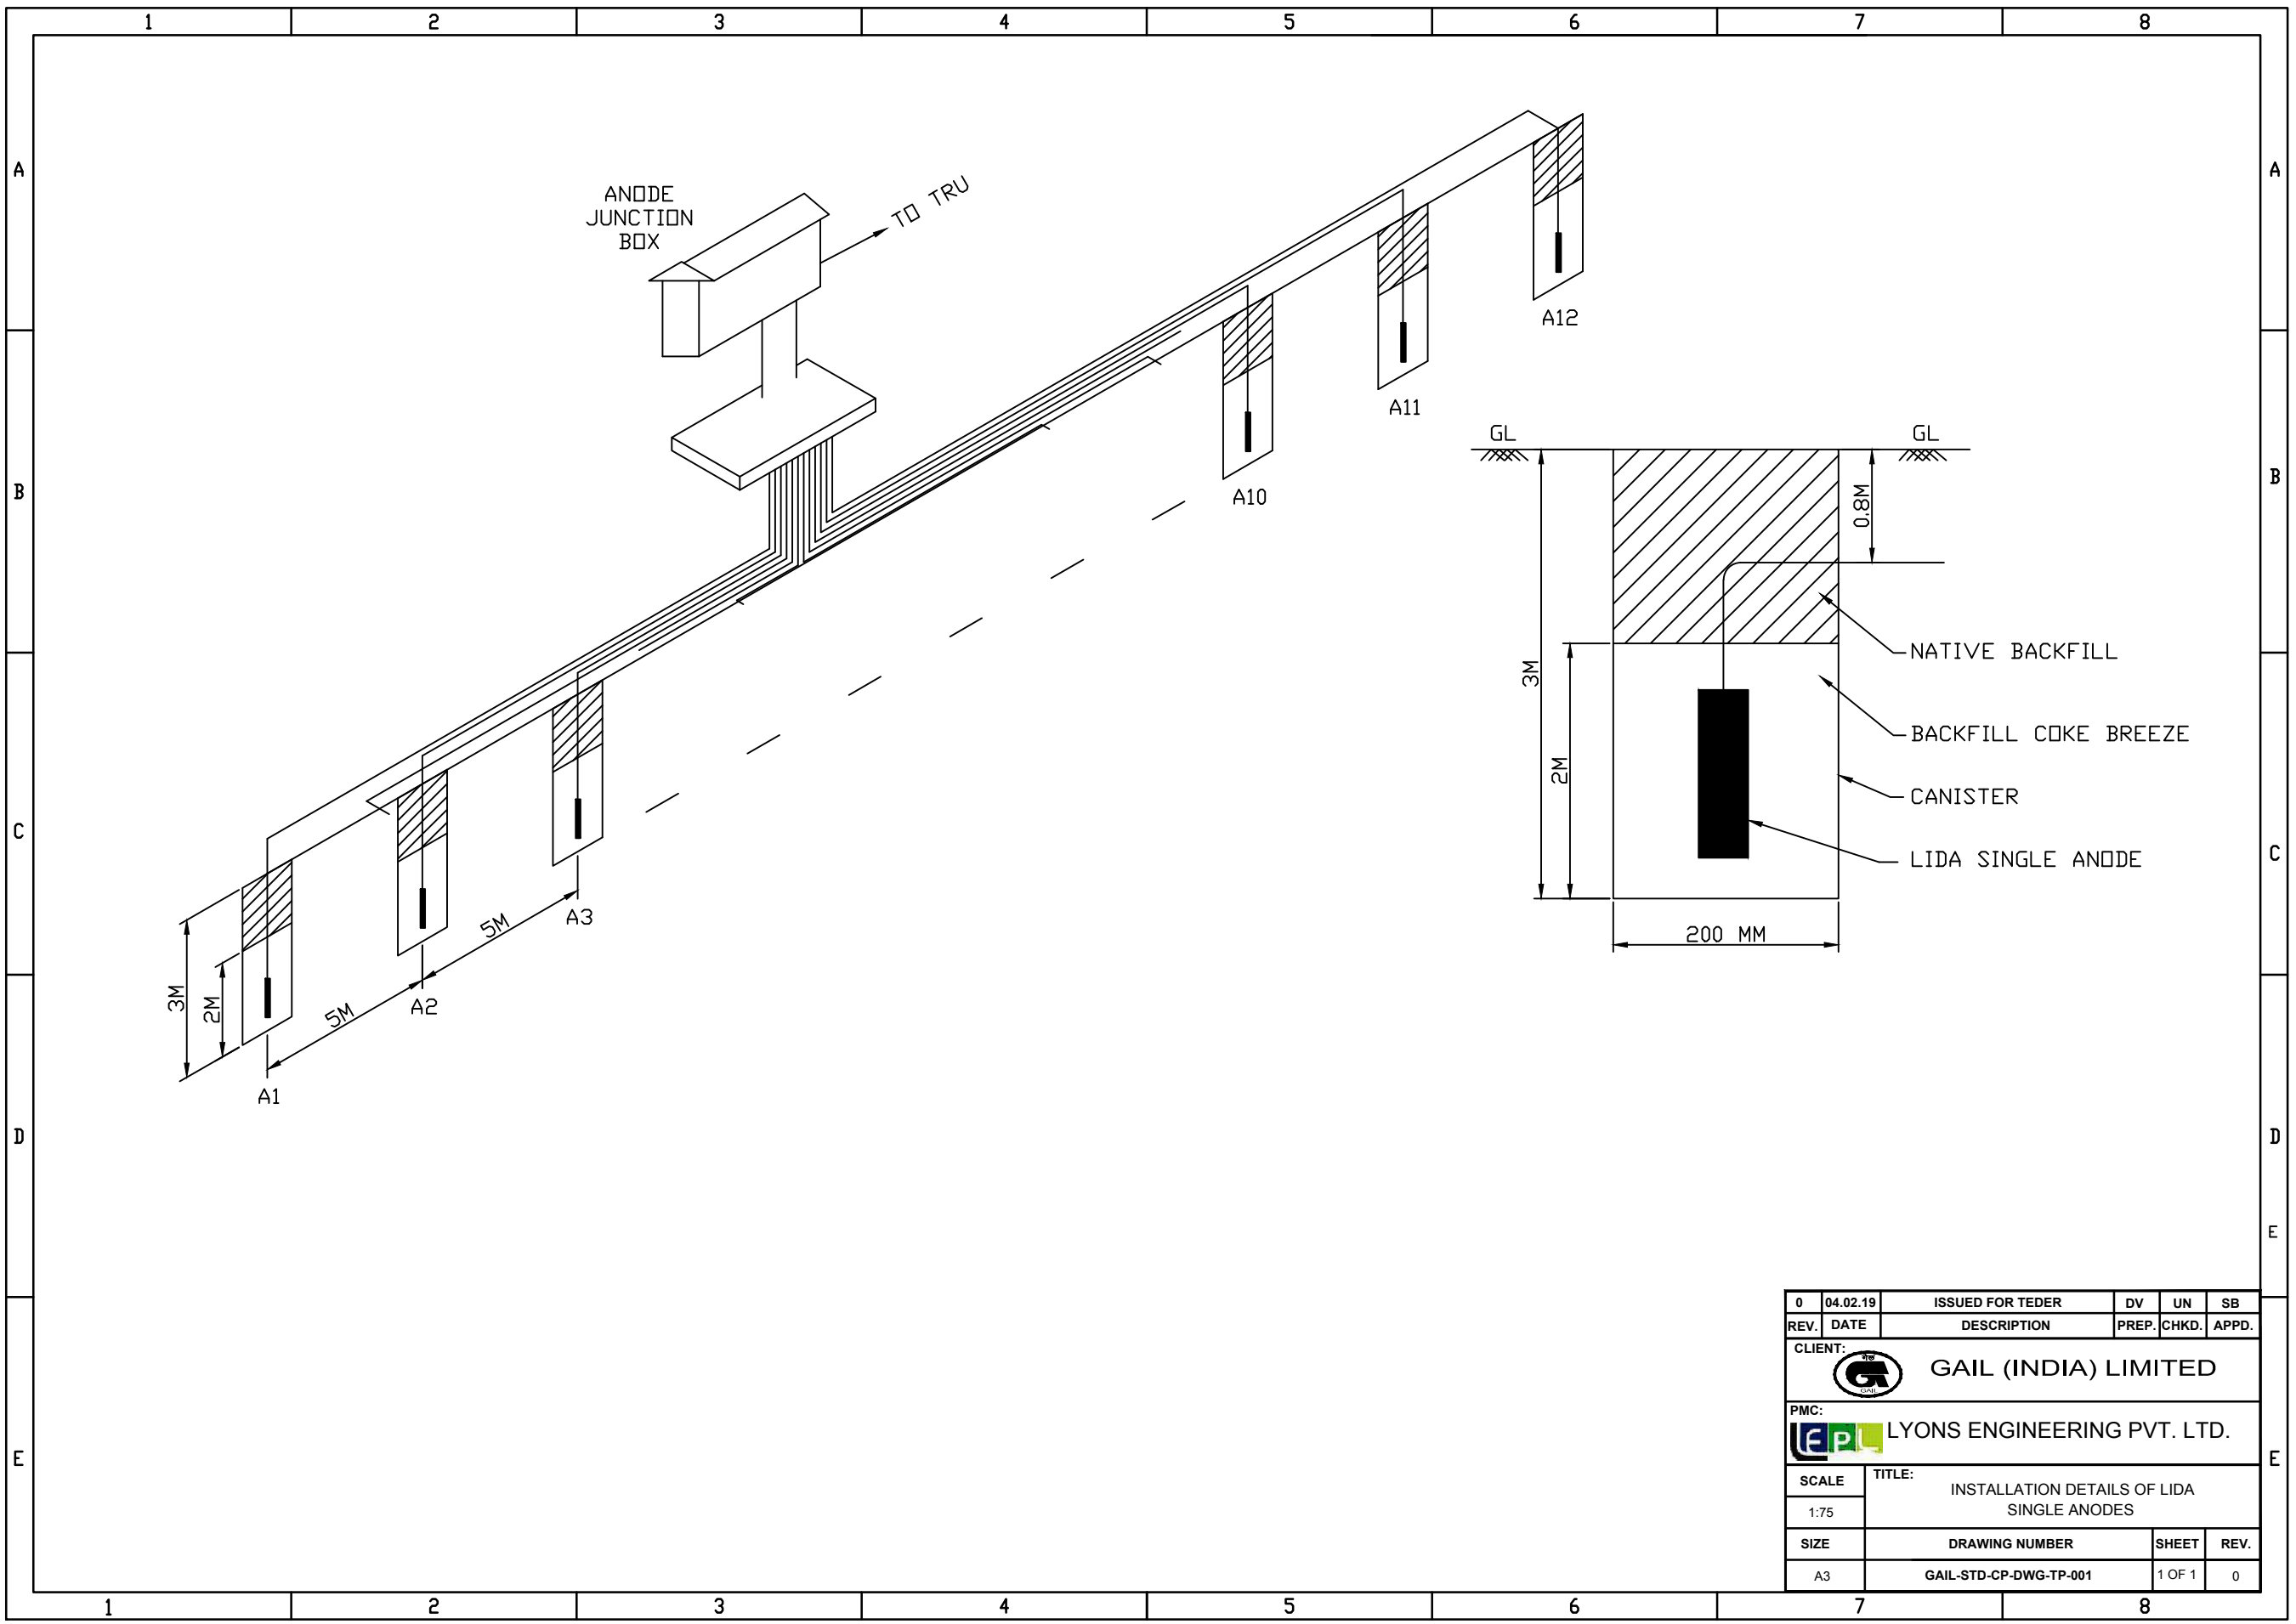 1 2 3 4 5 6 7 8
A
B
C
D
E
A
B
C
D
E
E
ANODE
JUNCTION
BOX
TO TRU
A12
A11
A10
A3
A2
A1
5M
5M
3M
2M
GL
GL
0.8M
3M
2M
NATIVE BACKFILL
BACKFILL COKE BREEZE
CANISTER
LIDA SINGLE ANODE
200 MM
0 04.02.19 ISSUED FOR TEDER DV UN SB
REV. DATE DESCRIPTION PREP. CHKD. APPD.
CLIENT:
गेल
GAIL
GAIL (INDIA) LIMITED
PMC:
LEPL
LYONS ENGINEERING PVT. LTD.
SCALE
1:75
TITLE:
INSTALLATION DETAILS OF LIDA
SINGLE ANODES
SIZE DRAWING NUMBER SHEET REV.
A3 GAIL-STD-CP-DWG-TP-001 1 OF 1 0
1 2 3 4 5 6 7 8